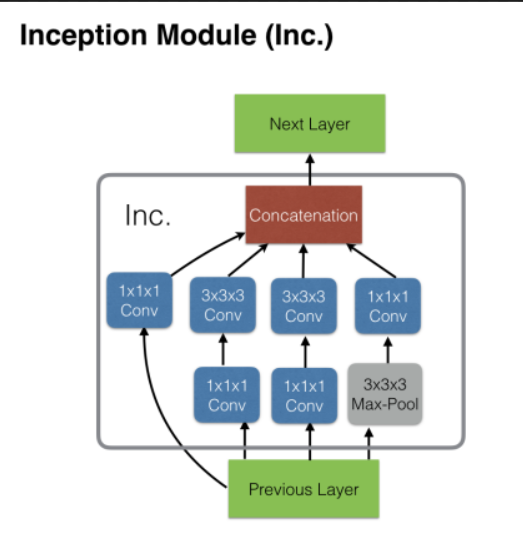 Inception Module (Inc.)
Next Layer
Inc.
Concatenation
1x1x1
Conv
3x3x3
Conv
3x3x3
Conv
1x1x1
Conv
1x1x1
Conv
1x1x1
Conv
3x3x3
Max-Pool
Previous Layer